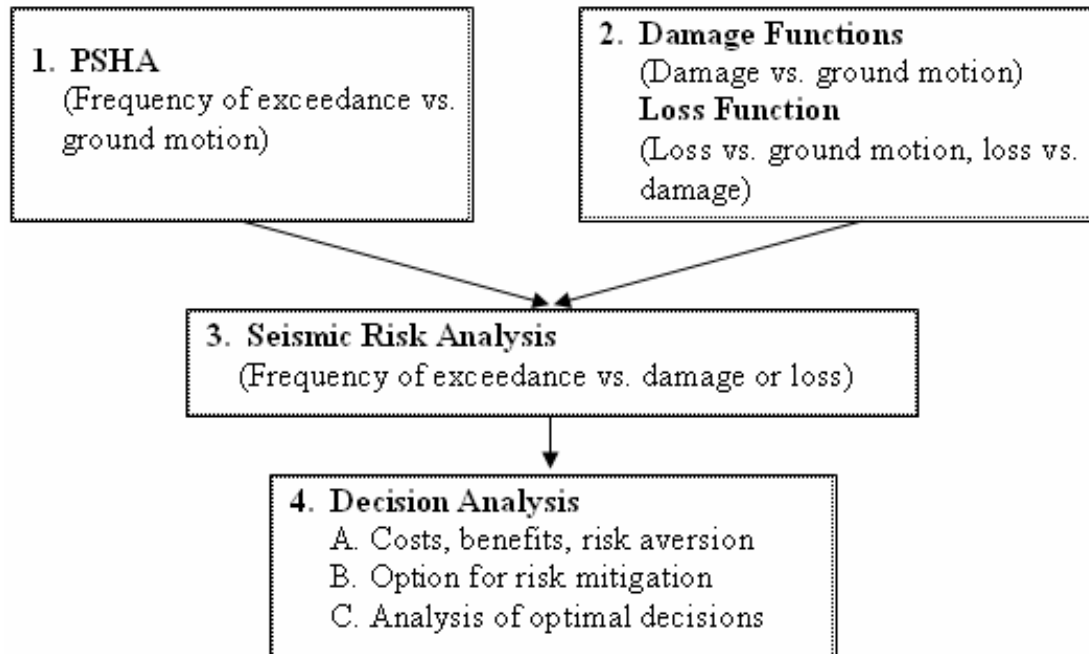 1. PSHA
(Frequency of exceedance vs.
ground motion)
2. Damage Functions
(Damage vs. ground motion)
Loss Function
(Loss vs. ground motion, loss vs.
damage)
3. Seismic Risk Analysis
(Frequency of exceedance vs. damage or loss)
4. Decision Analysis
A. Costs, benefits, risk aversion
B. Option for risk mitigation
C. Analysis of optimal decisions